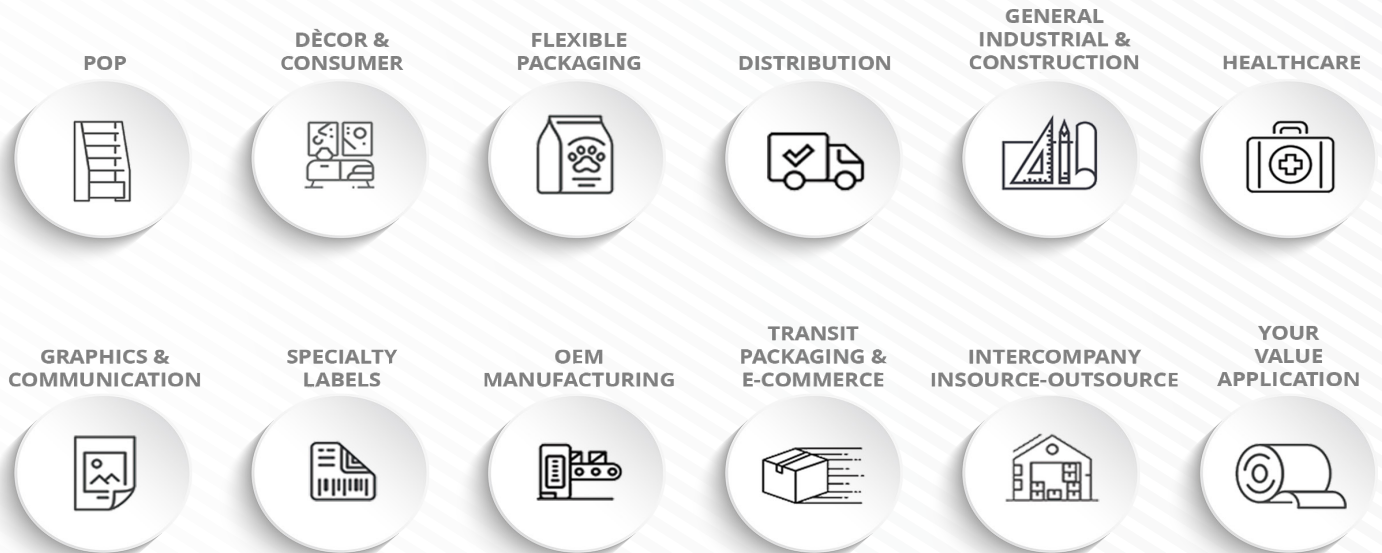 POP
DÈCOR &
CONSUMER
FLEXIBLE
PACKAGING
DISTRIBUTION
GENERAL
INDUSTRIAL &
CONSTRUCTION
HEALTHCARE
GRAPHICS &
COMMUNICATION
SPECIALTY
LABELS
OEM
MANUFACTURING
TRANSIT
PACKAGING &
E-COMMERCE
INTERCOMPANY
INSOURCE-OUTSOURCE
YOUR
VALUE
APPLICATION